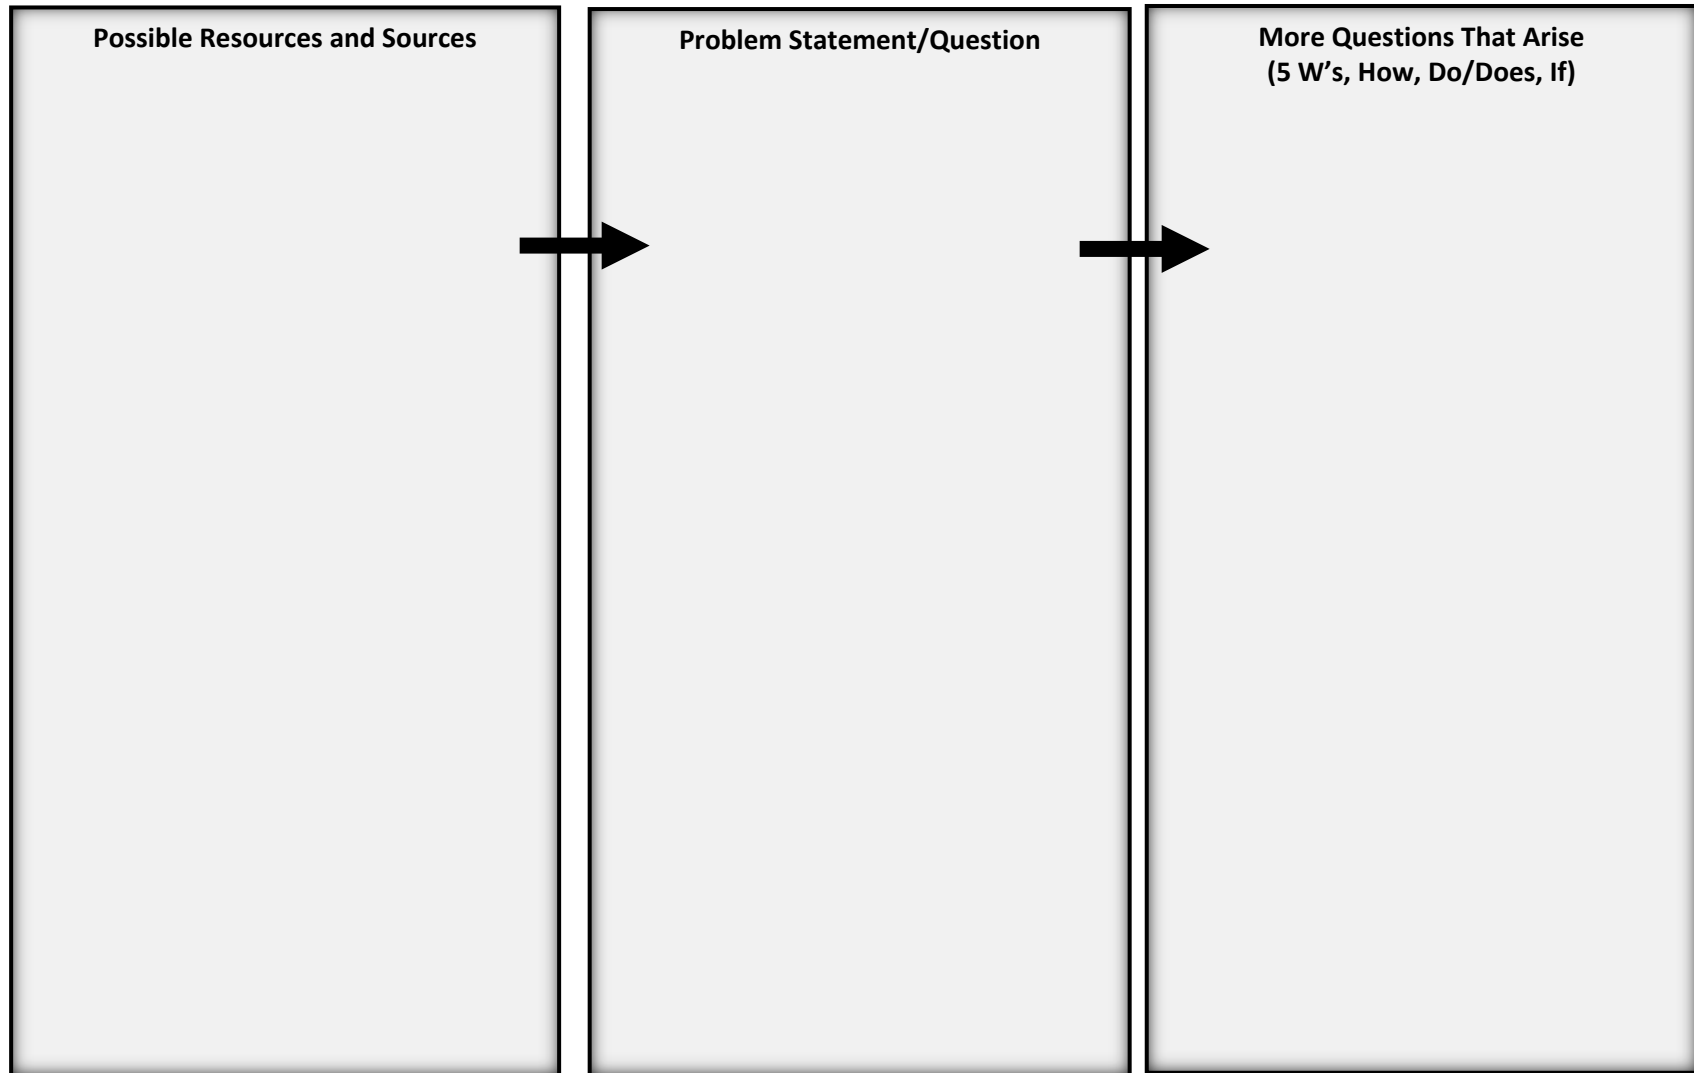 Possible Resources and Sources
Problem Statement/Question
More Questions That Arise
(5 W’s, How, Do/Does, If)